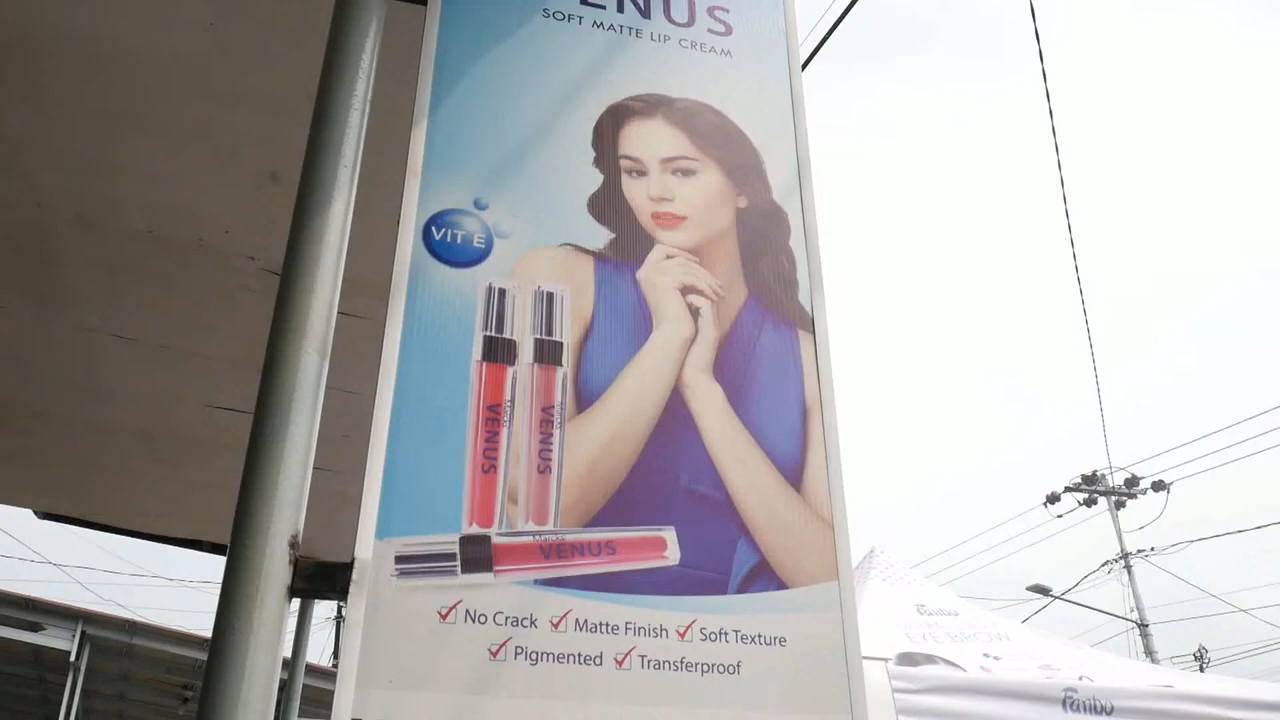 VENUS
SOFT MATTE LIP CREAM
VIT E
Marcks
VENUS
Marcks
VENUS
Marcks
VENUS
No Crack Matte Finish Soft Texture
Pigmented Transferproof
Fanbo
EYE BROW
Fanbo